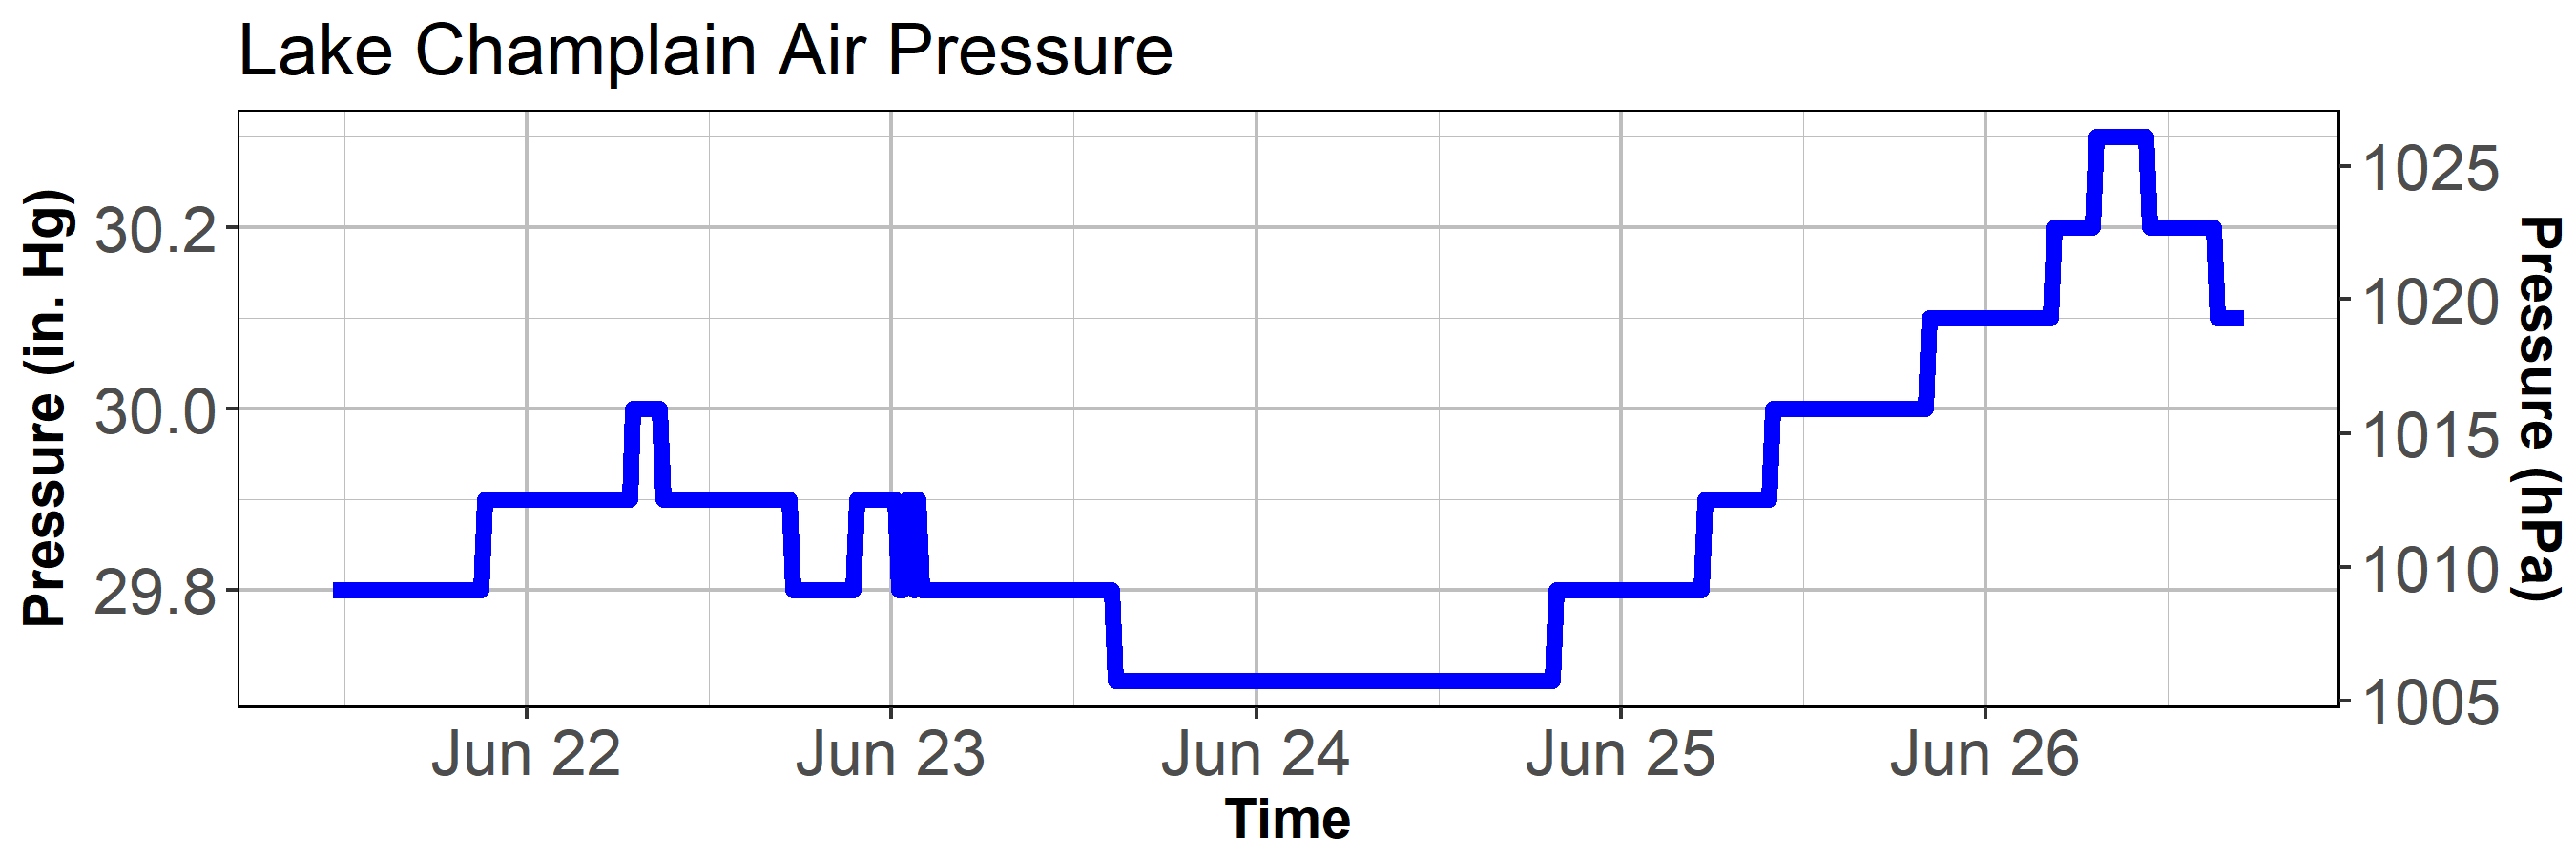 Lake Champlain Air Pressure
Pressure (in. Hg)
30.2
30.0
29.8
1025
1020
1015
1010
1005
Pressure (hPa)
Jun 22 Jun 23 Jun 24 Jun 25 Jun 26
Time